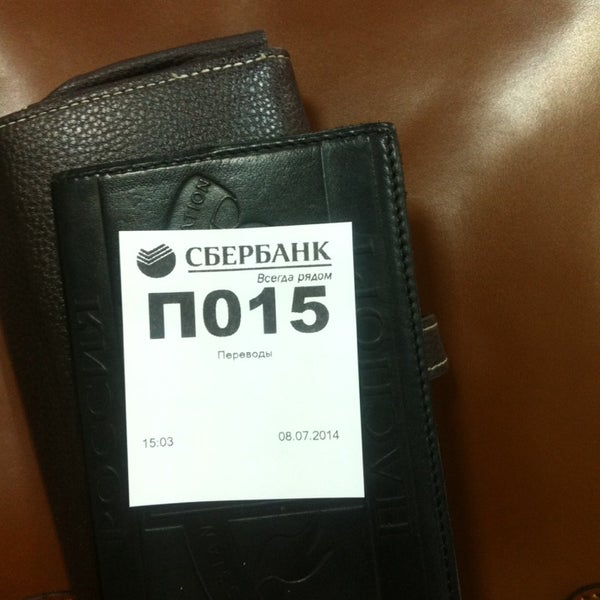 СБЕРБАНК
Всегда рядом
П015
Переводы
15:03 08.07.2014
РОССИЯ
ПАСПОРТ